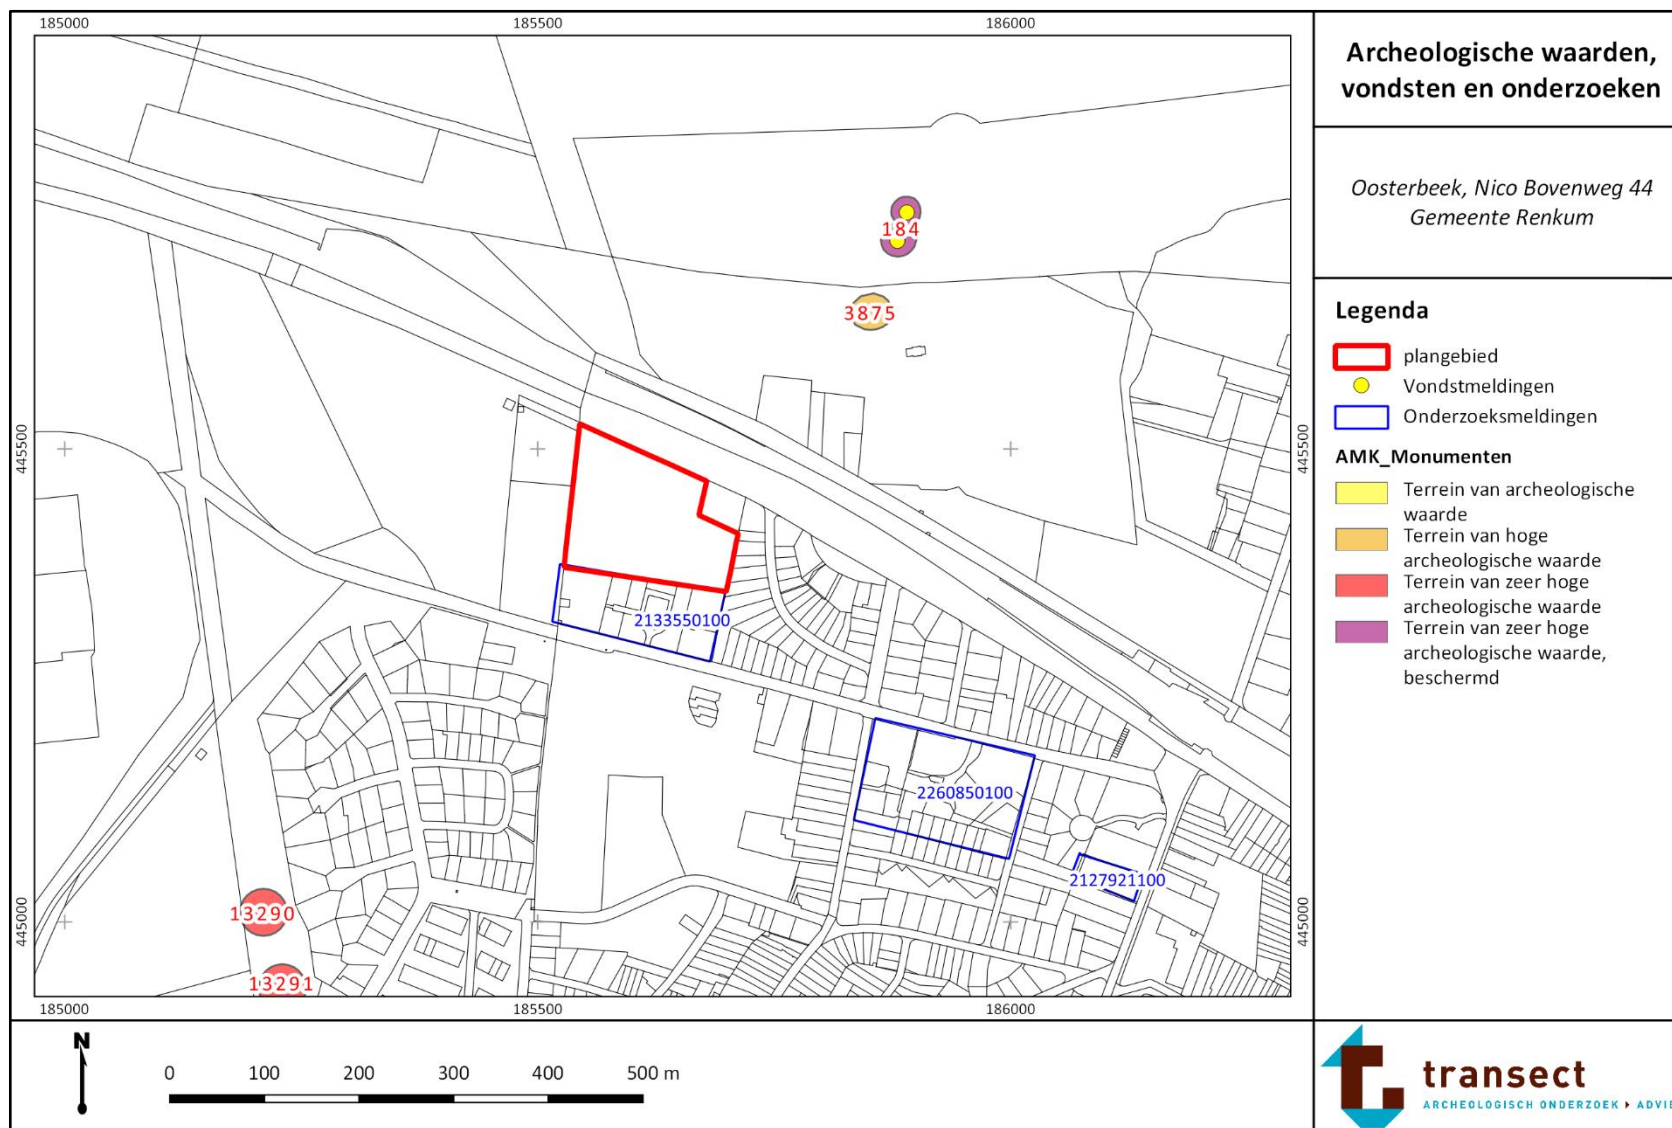 185000 185500 186000
Archeologische waarden,
vondsten en onderzoeken
Oosterbeek, Nico Bovenweg 44
Gemeente Renkum
184
3875
Legenda
plangebied
Vondstmeldingen
Onderzoeksmeldingen
AMK_Monumenten
Terrein van archeologische
waarde
Terrein van hoge
archeologische waarde
Terrein van zeer hoge
archeologische waarde
Terrein van zeer hoge
archeologische waarde,
beschermd
445500 445500
2133550100
2260850100
2127921100
13290
13291
445000 445000
185000 185500 186000
N
0 100 200 300 400 500 m
transect
ARCHEOLOGISCH ONDERZOEK ADVIE